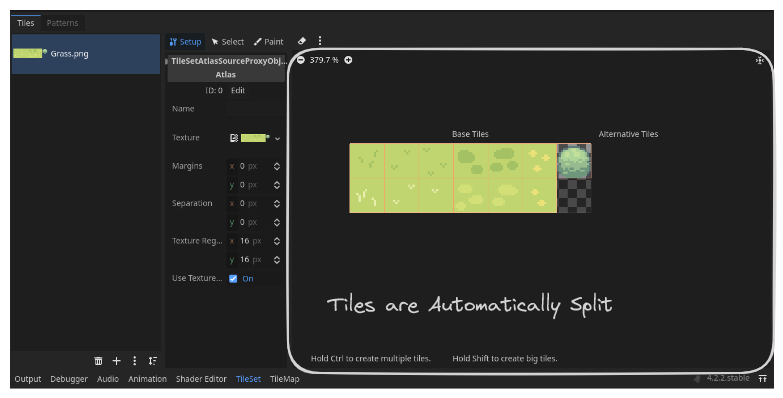 Tiles Patterns
Grass.png
Setup Select Paint
TileSetAtlasSourceProxyObj...
Atlas
ID: 0 Edit
Name
Texture
Margins x 0 px
y 0 px
Separation x 0 px
y 0 px
Texture Reg... x 16 px
y 16 px
Use Texture... On
379.7 %
Base Tiles Alternative Tiles
Tiles are Automatically Split
Hold Ctrl to create multiple tiles. Hold Shift to create big tiles.
Output Debugger Audio Animation Shader Editor TileSet TileMap 4.2.2.stable